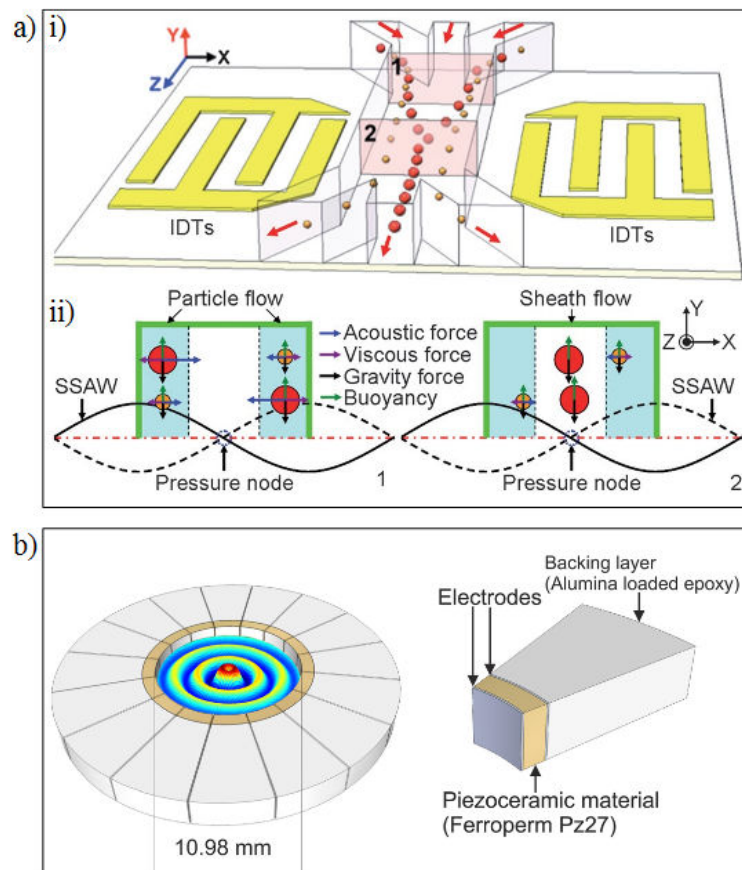 a) i)
Y
X
Z
1
2
IDTs
IDTs
ii)
Particle flow
Sheath flow
Y
Z
X
Acoustic force
Viscous force
Gravity force
Buoyancy
SSAW
SSAW
Pressure node
1
Pressure node
2
b)
10.98 mm
Backing layer
(Alumina loaded epoxy)
Electrodes
Piezoceramic material
(Ferroperm Pz27)